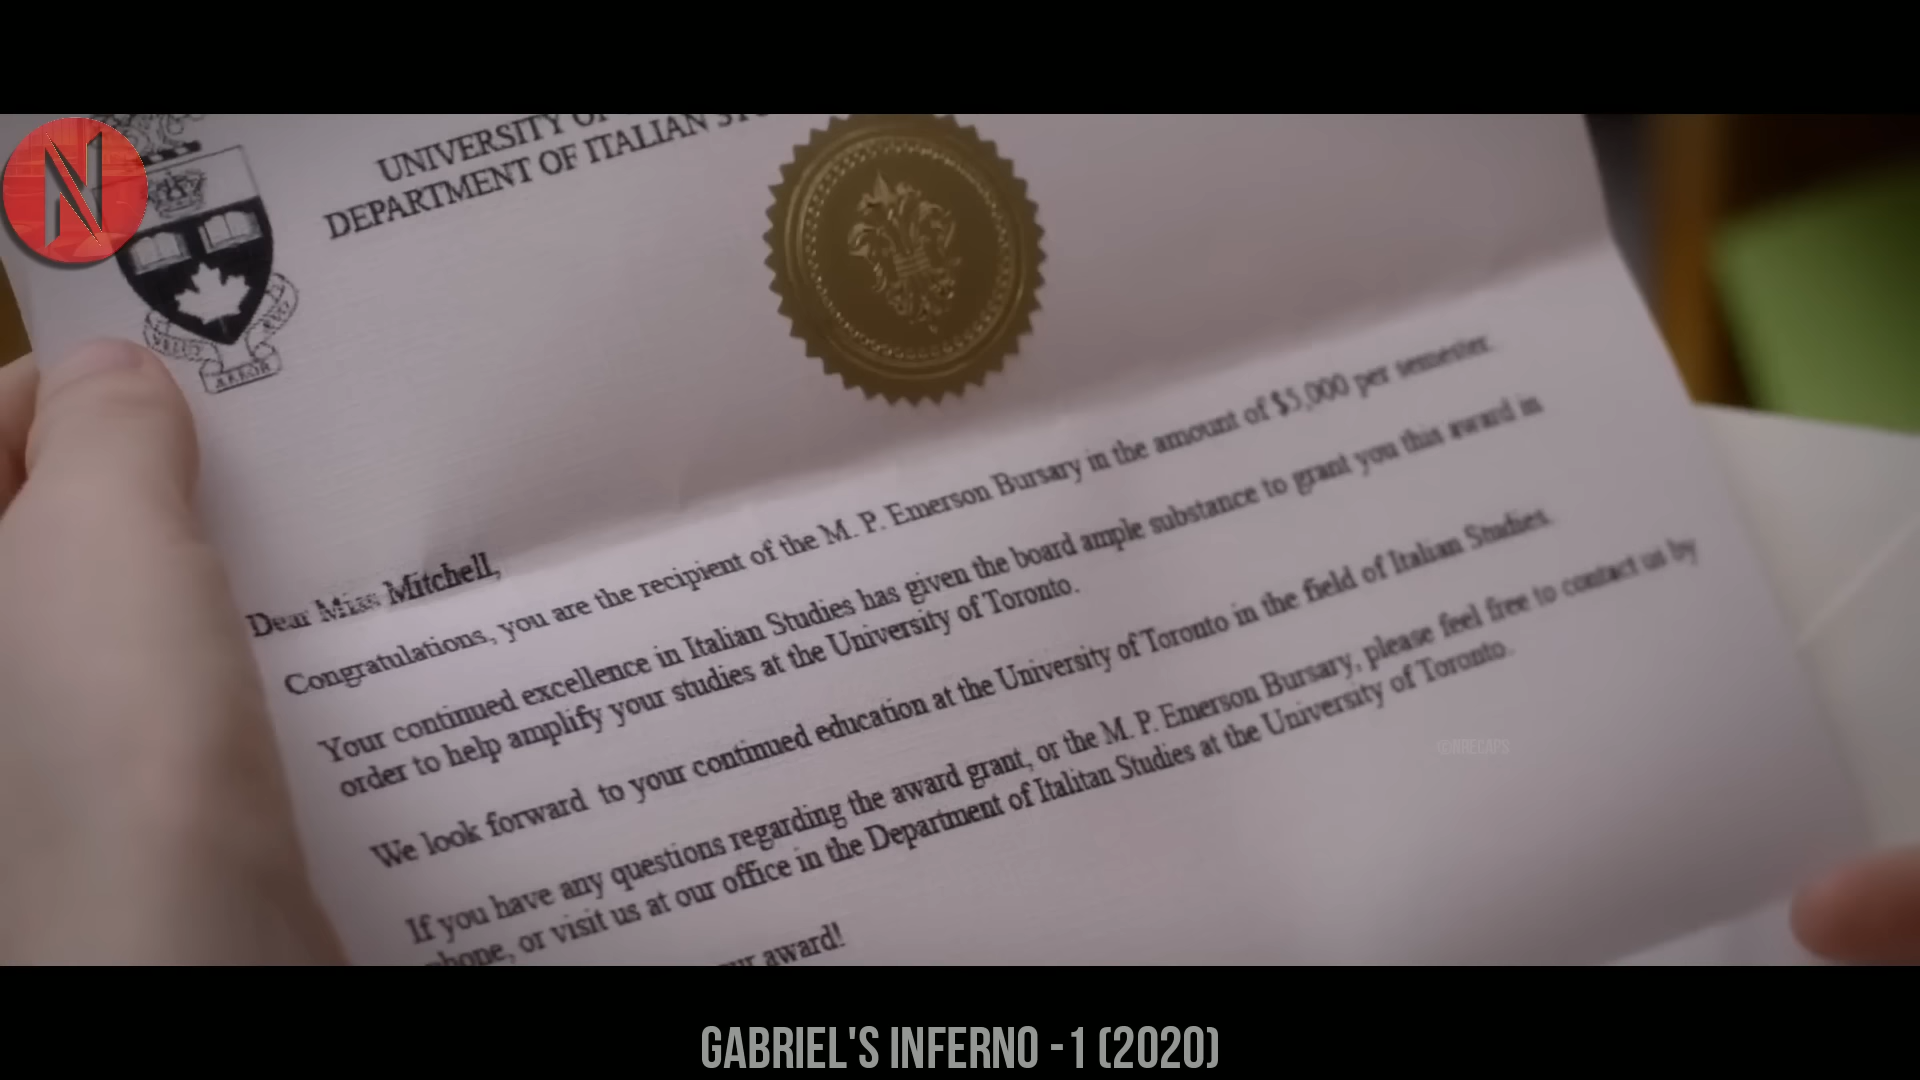 UNIVERSITY OF
DEPARTMENT OF ITALIAN
VELUT
ARBOR
AEVO
Dear Miss Mitchell,
Congratulations, you are the recipient of the M. P. Emerson Bursary in the amount of $5,000 per semester.
Your continued excellence in Italian Studies has given the board ample substance to grant you this award in
order to help amplify your studies at the University of Toronto.
We look forward to your continued education at the University of Toronto in the field of Italian Studies.
If you have any questions regarding the award grant, or the M. P. Emerson Bursary, please feel free to contact us by
phone, or visit us at our office in the Department of Italitan Studies at the University of Toronto.
award!
©NRECAPS
GABRIEL'S INFERNO -1 (2020)